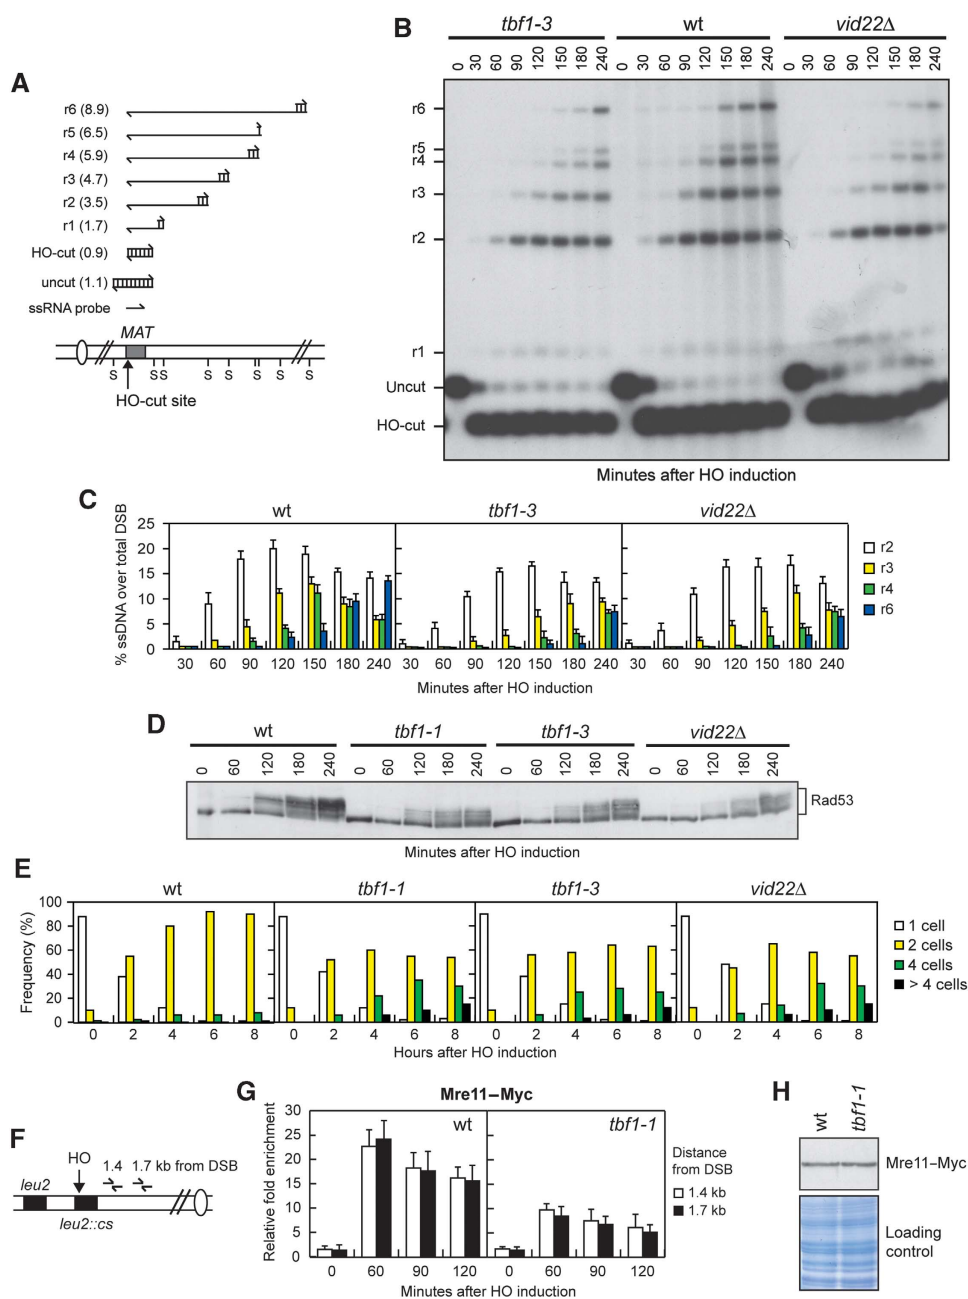 A
r6 (8.9)
r5 (6.5)
r4 (5.9)
r3 (4.7)
r2 (3.5)
r1 (1.7)
HO-cut (0.9)
uncut (1.1)
ssRNA probe
MAT
S S S S S S S S
HO-cut site
B
tbf1-3 wt vid22Δ
0 30 60 90 120 150 180 240 0 30 60 90 120 150 180 240 0 30 60 90 120 150 180 240
r6
r5
r4
r3
r2
r1
Uncut
HO-cut
Minutes after HO induction
C
wt tbf1-3 vid22Δ
% ssDNA over total DSB
25
20
15
10
5
0
30 60 90 120 150 180 240 30 60 90 120 150 180 240 30 60 90 120 150 180 240
Minutes after HO induction
r2
r3
r4
r6
D
wt tbf1-1 tbf1-3 vid22Δ
0 60 120 180 240 0 60 120 180 240 0 60 120 180 240 0 60 120 180 240
Rad53
Minutes after HO induction
E
wt tbf1-1 tbf1-3 vid22Δ
Frequency (%)
100
80
60
40
20
0
0 2 4 6 8 0 2 4 6 8 0 2 4 6 8 0 2 4 6 8
Hours after HO induction
1 cell
2 cells
4 cells
> 4 cells
F
HO 1.4 1.7 kb from DSB
leu2
leu2::cs
G
Mre11–Myc
Relative fold enrichment
30
25
20
15
10
5
0
wt tbf1-1
0 60 90 120 0 60 90 120
Minutes after HO induction
Distance
from DSB
1.4 kb
1.7 kb
H
wt tbf1-1
Mre11–Myc
Loading
control